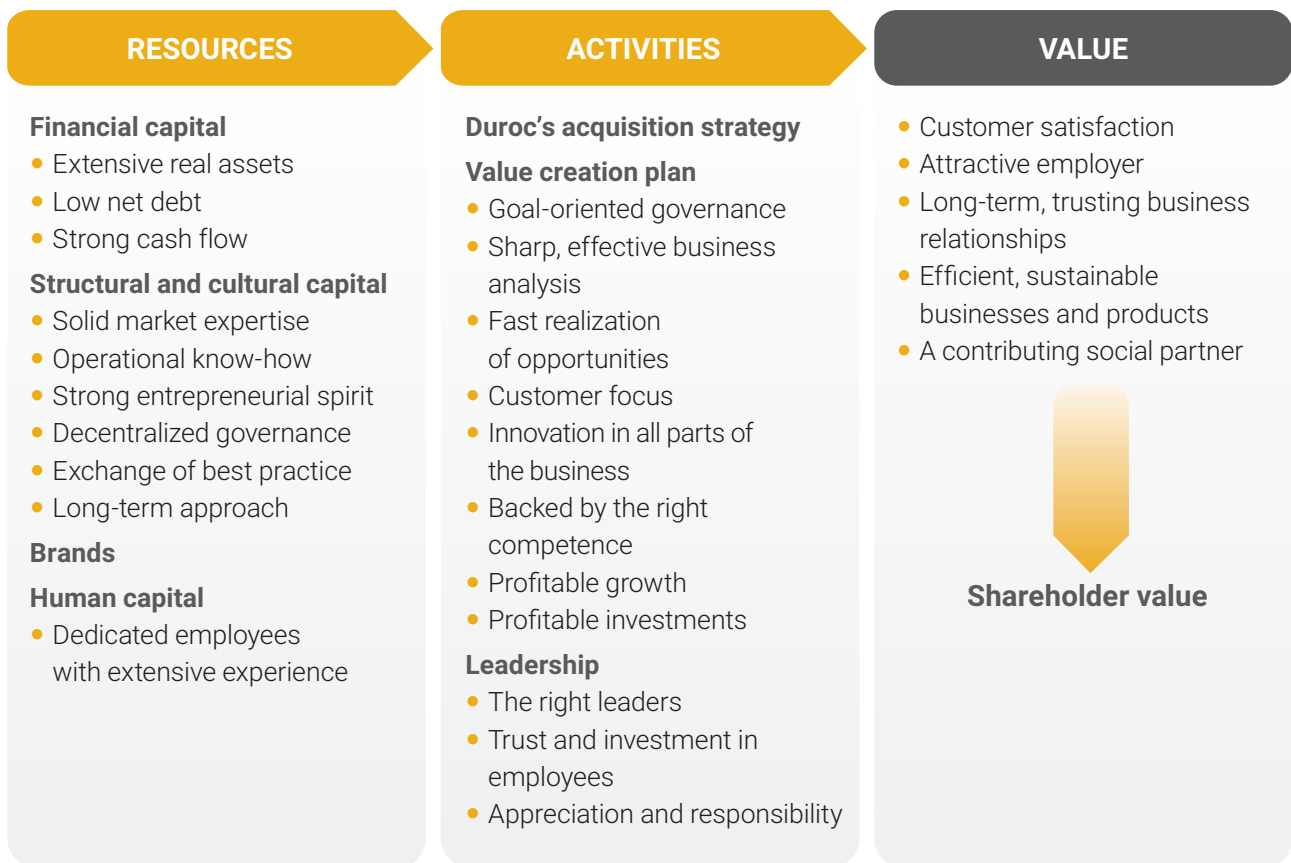 RESOURCES
Financial capital
• Extensive real assets
• Low net debt
• Strong cash flow
Structural and cultural capital
• Solid market expertise
• Operational know-how
• Strong entrepreneurial spirit
• Decentralized governance
• Exchange of best practice
• Long-term approach
Brands
Human capital
• Dedicated employees
with extensive experience
ACTIVITIES
Duroc’s acquisition strategy
Value creation plan
• Goal-oriented governance
• Sharp, effective business
analysis
• Fast realization
of opportunities
• Customer focus
• Innovation in all parts of
the business
• Backed by the right
competence
• Profitable growth
• Profitable investments
Leadership
• The right leaders
• Trust and investment in
employees
• Appreciation and responsibility
VALUE
• Customer satisfaction
• Attractive employer
• Long-term, trusting business
relationships
• Efficient, sustainable
businesses and products
• A contributing social partner
Shareholder value